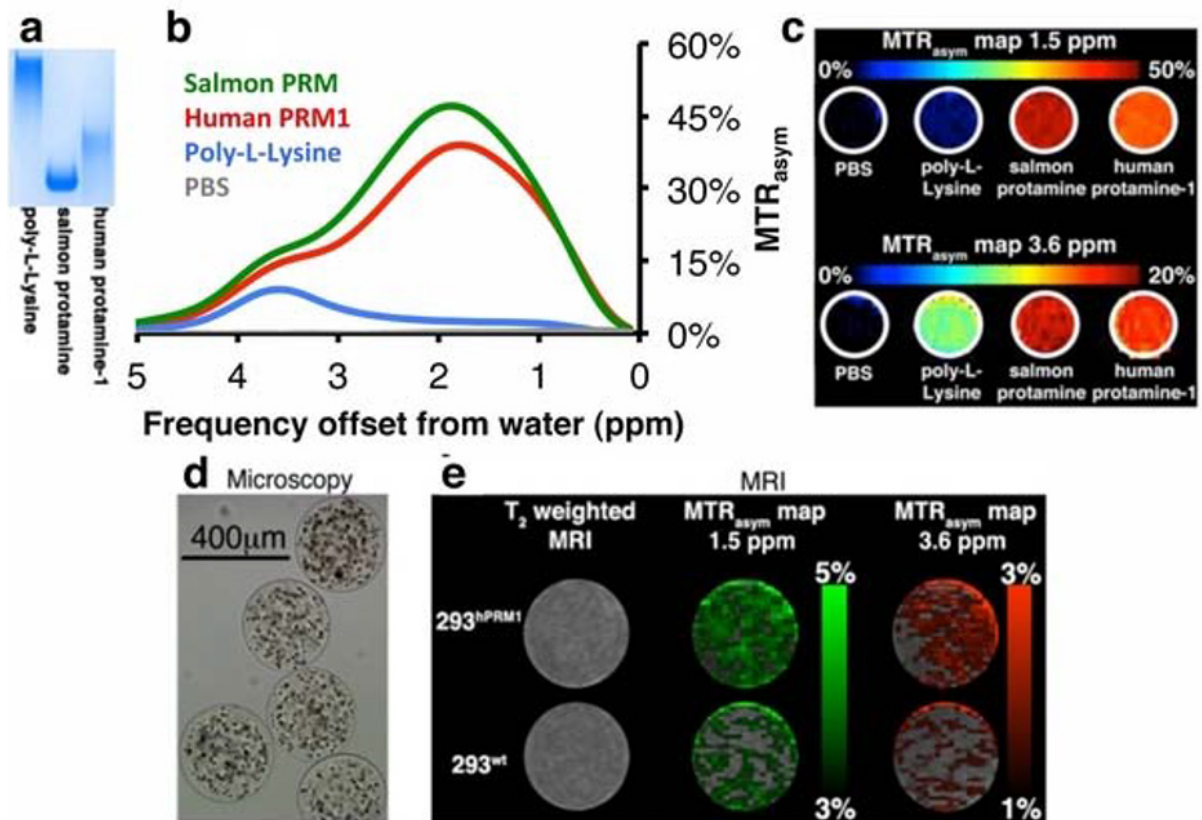 a
poly-L-Lysine
salmon protamine
human protamine-1
b
Salmon PRM
Human PRM1
Poly-L-Lysine
PBS
60%
45%
30%
15%
0%
MTRasym
5 4 3 2 1 0
Frequency offset from water (ppm)
c
MTRasym map 1.5 ppm
0% 50%
PBS
poly-L-
Lysine
salmon
protamine
human
protamine-1
MTRasym map 3.6 ppm
0% 20%
PBS
poly-L-
Lysine
salmon
protamine
human
protamine-1
d Microscopy
400µm
e
MRI
T2 weighted
MRI
MTRasym map
1.5 ppm
MTRasym map
3.6 ppm
5%
3%
293hPRM1
293wt
3%
1%